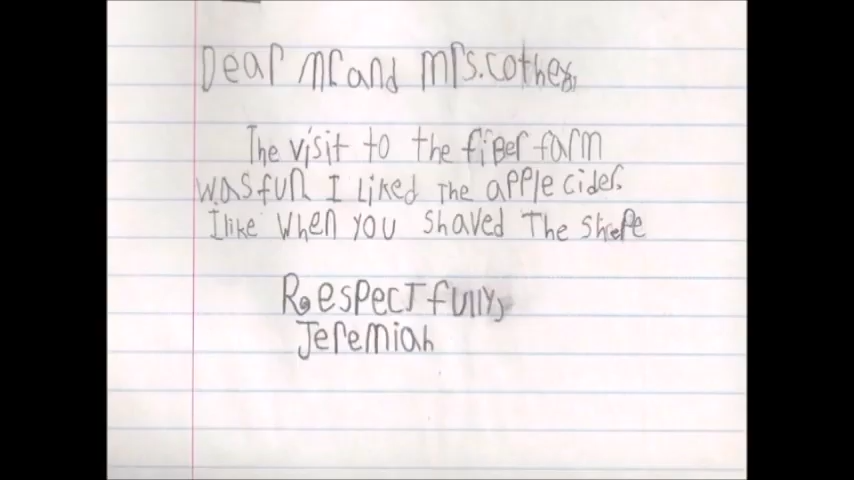 Dear Mr and Mrs. Cothey,
The visit to the fiber farm
was fun. I Liked The apple cider.
I like when you shaved The shepe
Respectfully,
Jeremiah